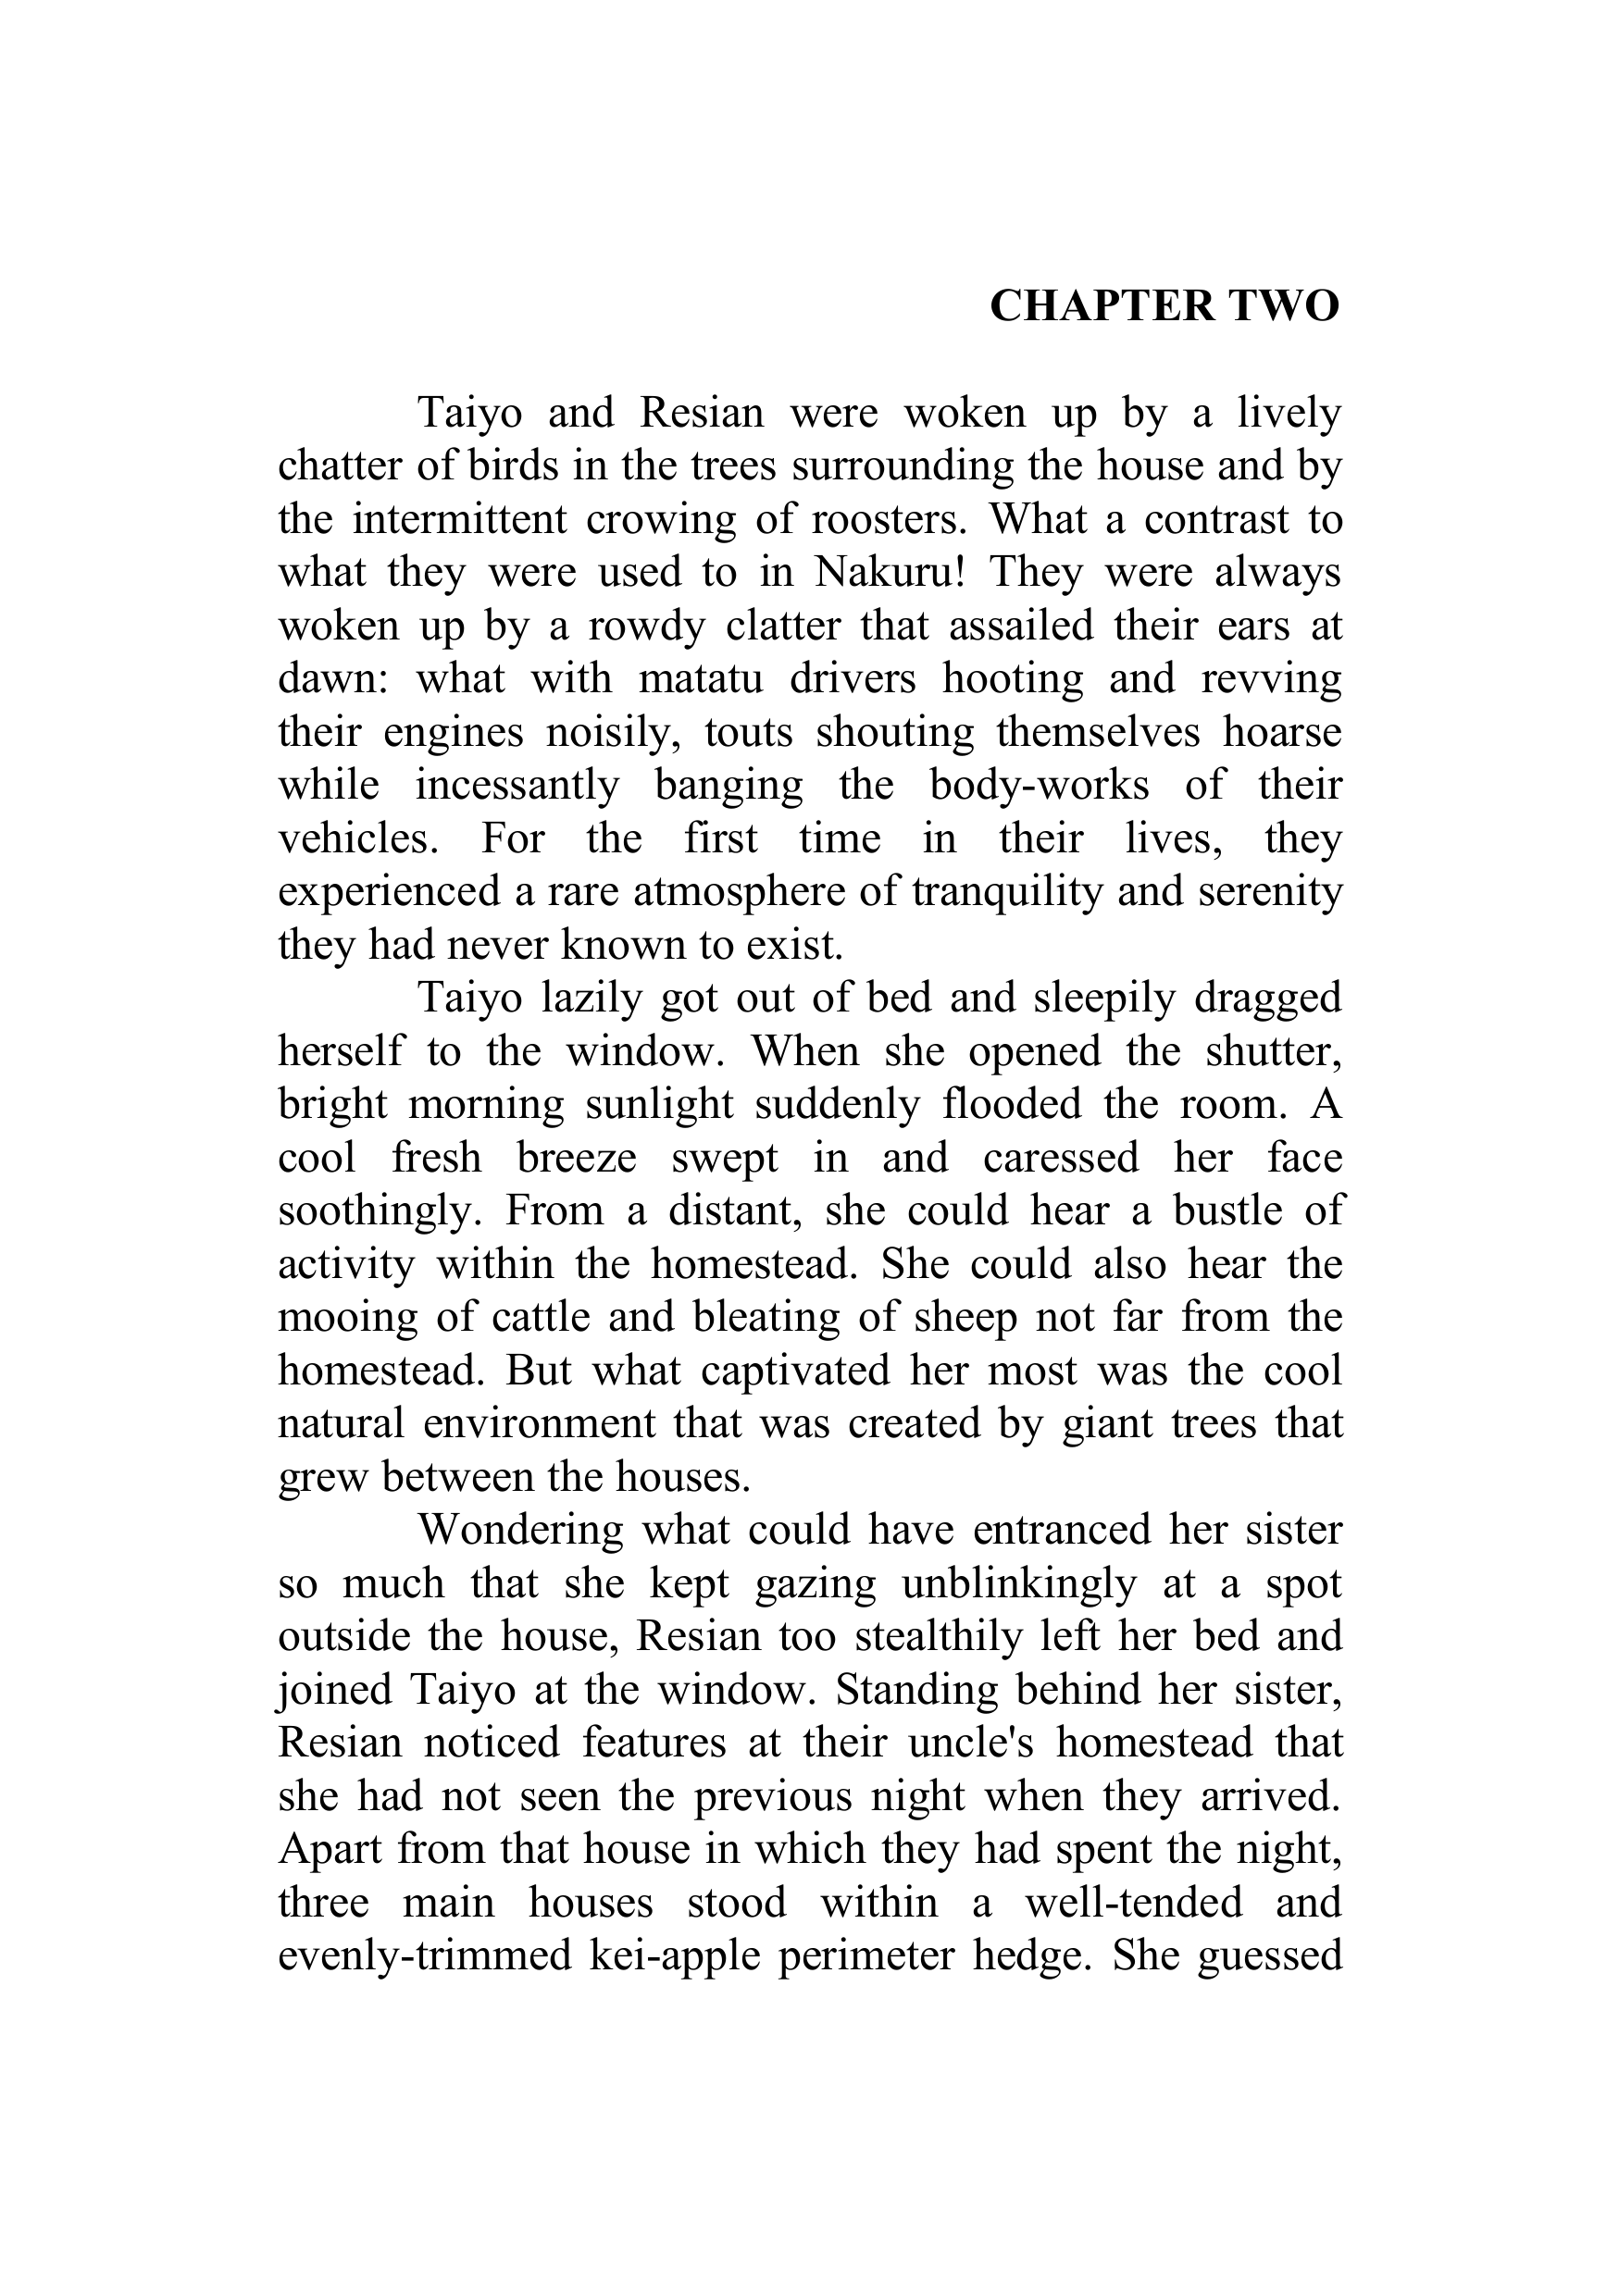 CHAPTER TWO
Taiyo and Resian were woken up by a lively
chatter of birds in the trees surrounding the house and by
the intermittent crowing of roosters. What a contrast to
what they were used to in Nakuru! They were always
woken up by a rowdy clatter that assailed their ears at
dawn: what with matatu drivers hooting and revving
their engines noisily, touts shouting themselves hoarse
while incessantly banging the body-works of their
vehicles. For the first time in their lives, they
experienced a rare atmosphere of tranquility and serenity
they had never known to exist.
Taiyo lazily got out of bed and sleepily dragged
herself to the window. When she opened the shutter,
bright morning sunlight suddenly flooded the room. A
cool fresh breeze swept in and caressed her face
soothingly. From a distant, she could hear a bustle of
activity within the homestead. She could also hear the
mooing of cattle and bleating of sheep not far from the
homestead. But what captivated her most was the cool
natural environment that was created by giant trees that
grew between the houses.
Wondering what could have entranced her sister
so much that she kept gazing unblinkingly at a spot
outside the house, Resian too stealthily left her bed and
joined Taiyo at the window. Standing behind her sister,
Resian noticed features at their uncle's homestead that
she had not seen the previous night when they arrived.
Apart from that house in which they had spent the night,
three main houses stood within a well-tended and
evenly-trimmed kei-apple perimeter hedge. She guessed